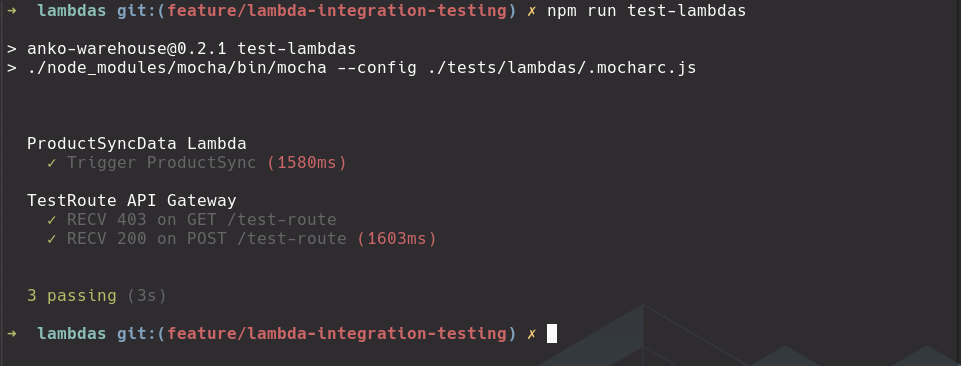 ➜ lambdas git:(feature/lambda-integration-testing) ✗ npm run test-lambdas
> anko-warehouse@0.2.1 test-lambdas
> ./node_modules/mocha/bin/mocha --config ./tests/lambdas/.mocharc.js
ProductSyncData Lambda
✓ Trigger ProductSync (1580ms)
TestRoute API Gateway
✓ RECV 403 on GET /test-route
✓ RECV 200 on POST /test-route (1603ms)
3 passing (3s)
➜ lambdas git:(feature/lambda-integration-testing) ✗